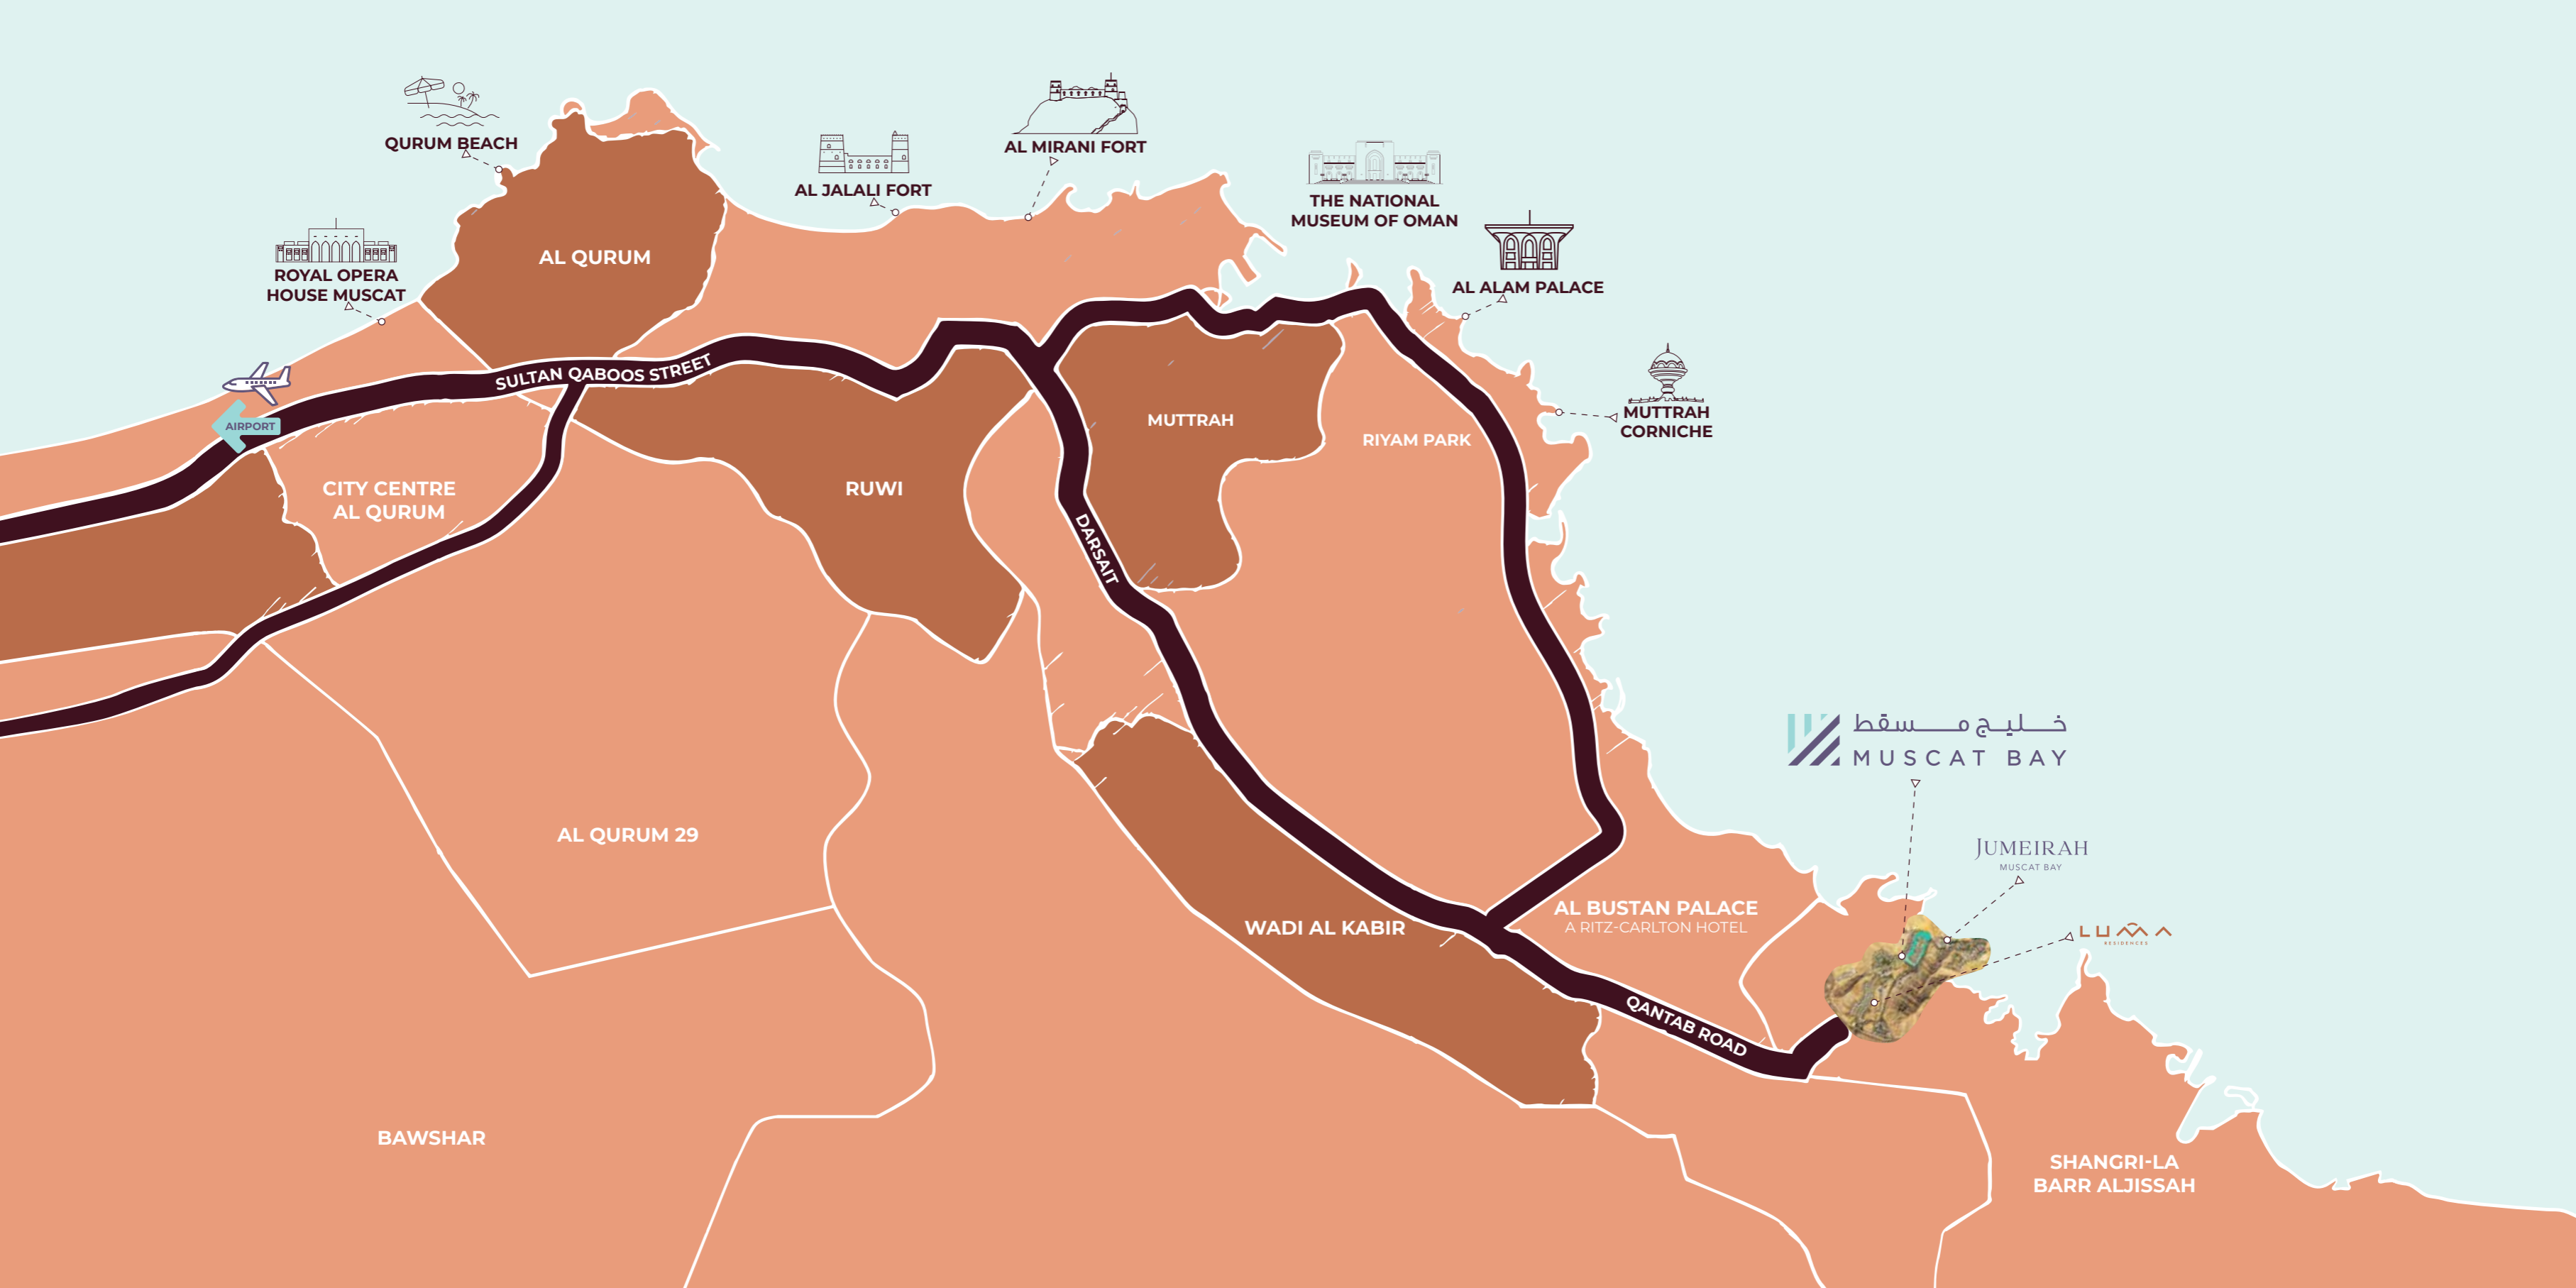 QURUM BEACH
AL MIRANI FORT
AL JALALI FORT
THE NATIONAL
MUSEUM OF OMAN
ROYAL OPERA
HOUSE MUSCAT
AL QURUM
AL ALAM PALACE
SULTAN QABOOS STREET
AIRPORT
MUTTRAH
CORNICHE
MUTTRAH
RIYAM PARK
CITY CENTRE
AL QURUM
RUWI
DARSAIT
خليج مسقط
MUSCAT BAY
AL QURUM 29
JUMEIRAH
MUSCAT BAY
WADI AL KABIR
AL BUSTAN PALACE
A RITZ-CARLTON HOTEL
LUMA
RESIDENCES
QANTAB ROAD
BAWSHAR
SHANGRI-LA
BARR ALJISSAH